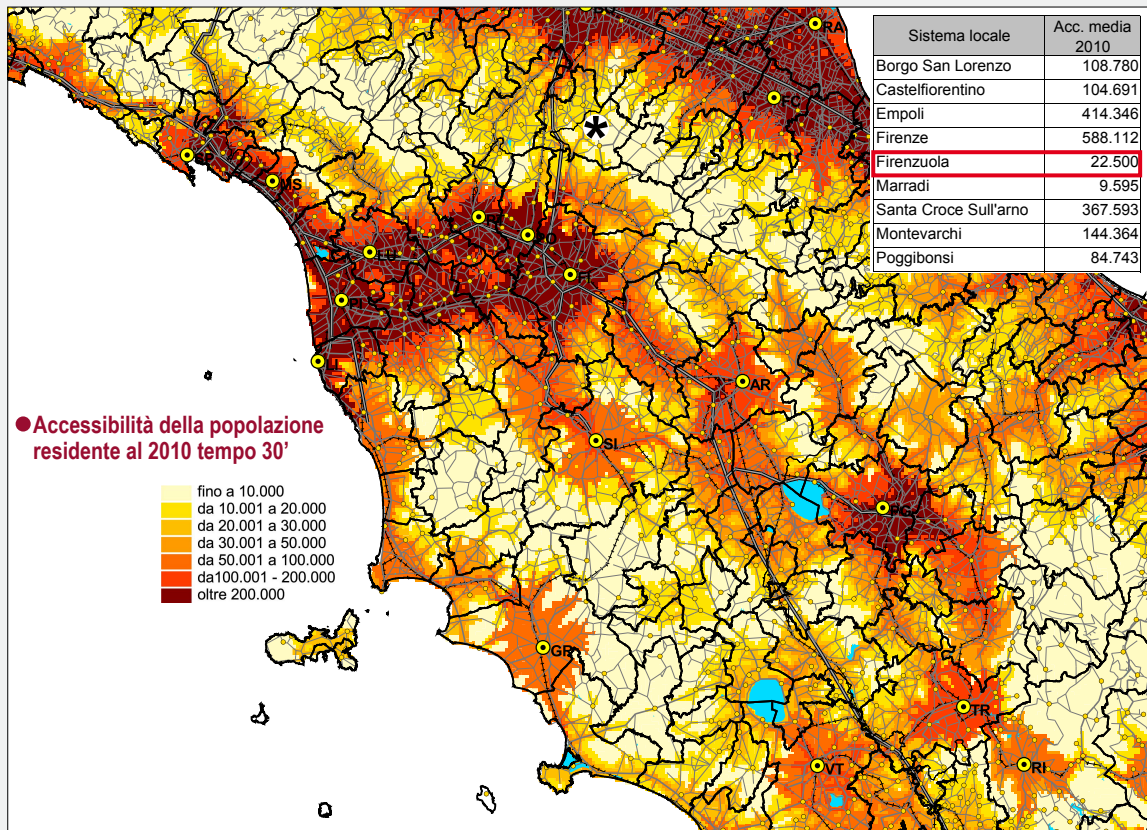 Sistema locale Acc. media 2010
Borgo San Lorenzo 108.780
Castelfiorentino 104.691
Empoli 414.346
Firenze 588.112
Firenzuola 22.500
Marradi 9.595
Santa Croce Sull'arno 367.593
Montevarchi 144.364
Poggibonsi 84.743
RA
FC
*
SP
MS
LU
PO
FI
PI
LI
AR
SI
GR
TR
VT
RI
Accessibilità della popolazione
residente al 2010 tempo 30’
fino a 10.000
da 10.001 a 20.000
da 20.001 a 30.000
da 30.001 a 50.000
da 50.001 a 100.000
da100.001 - 200.000
oltre 200.000